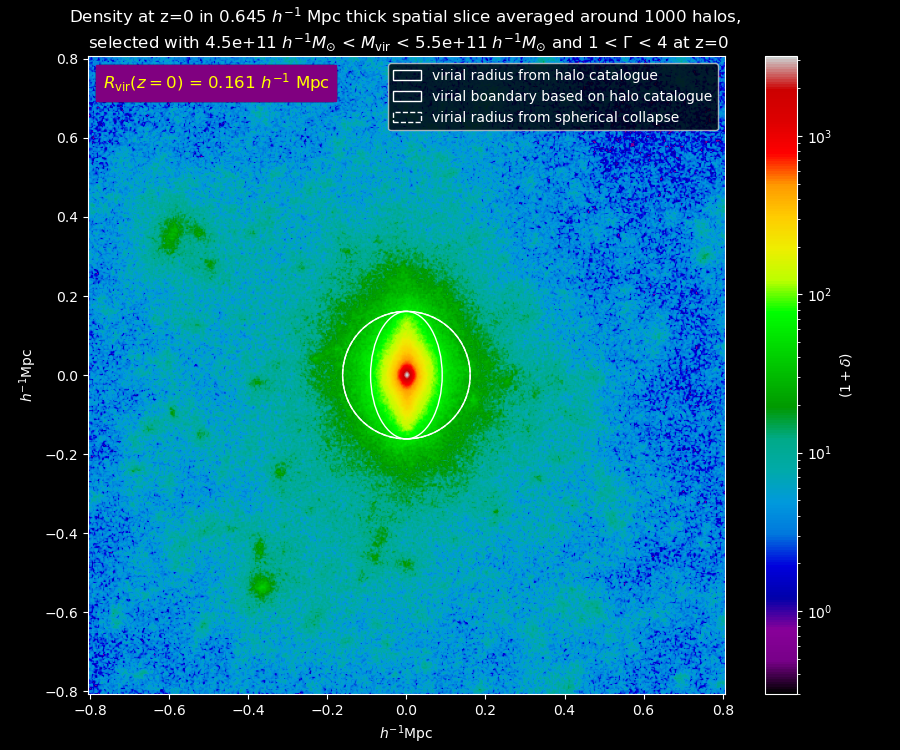 Density at z=0 in 0.645 h⁻¹ Mpc thick spatial slice averaged around 1000 halos,
selected with 4.5e+11 h⁻¹M⊙ < Mvir < 5.5e+11 h⁻¹M⊙ and 1 < Γ < 4 at z=0
Rvir(z = 0) = 0.161 h⁻¹ Mpc
virial radius from halo catalogue
virial boundary based on halo catalogue
virial radius from spherical collapse
0.8
0.6
0.4
0.2
0.0
−0.2
−0.4
−0.6
−0.8
h⁻¹Mpc
−0.8 −0.6 −0.4 −0.2 0.0 0.2 0.4 0.6 0.8
h⁻¹Mpc
10³
10²
10¹
10⁰
(1 + δ)